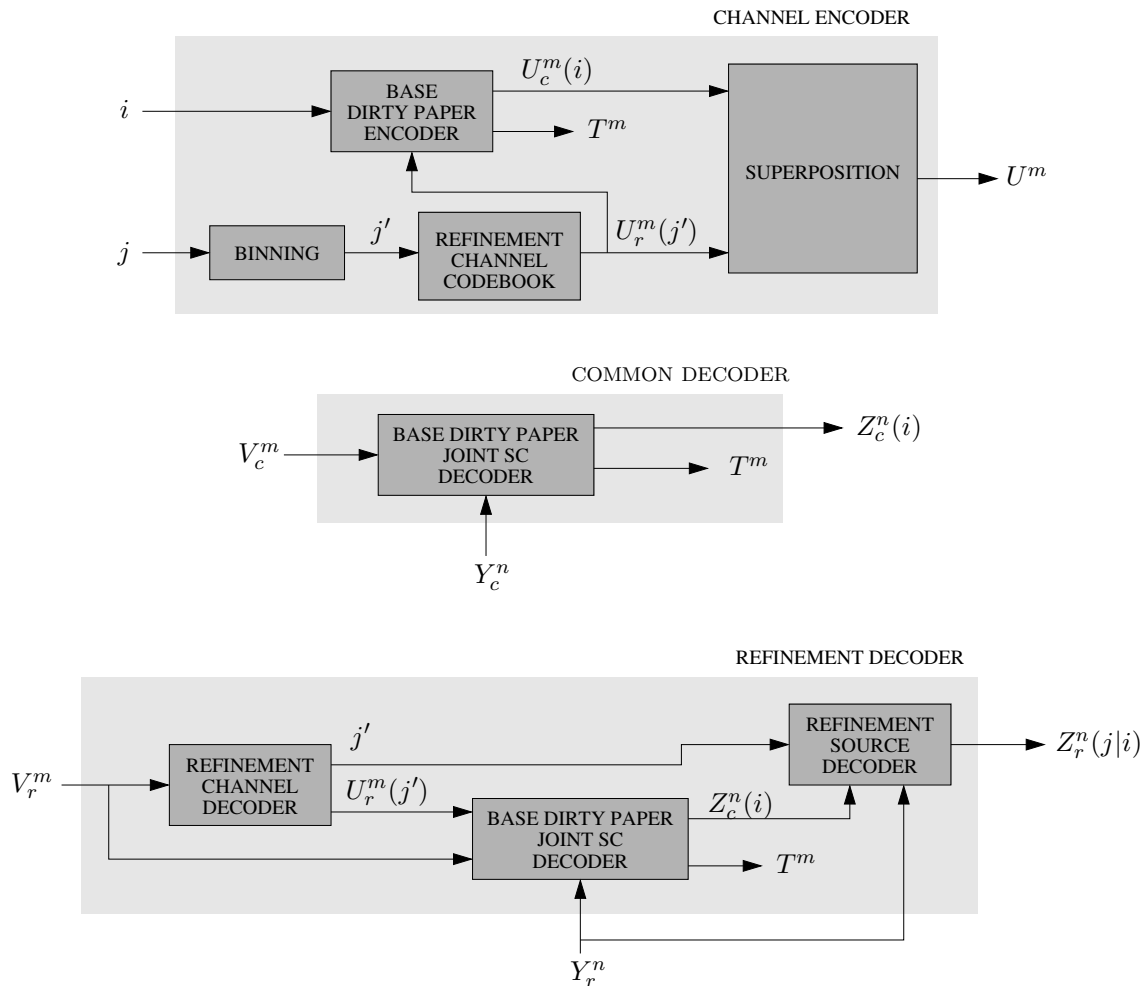 CHANNEL ENCODER
i
BASE
DIRTY PAPER
ENCODER
U_c^m(i)
T^m
SUPERPOSITION
U^m
j
BINNING
j′
REFINEMENT
CHANNEL
CODEBOOK
U_r^m(j′)
COMMON DECODER
V_c^m
BASE DIRTY PAPER
JOINT SC
DECODER
Z_c^n(i)
T^m
Y_c^n
REFINEMENT DECODER
V_r^m
REFINEMENT
CHANNEL
DECODER
j′
U_r^m(j′)
BASE DIRTY PAPER
JOINT SC
DECODER
Z_c^n(i)
T^m
REFINEMENT
SOURCE
DECODER
Z_r^n(j|i)
Y_r^n